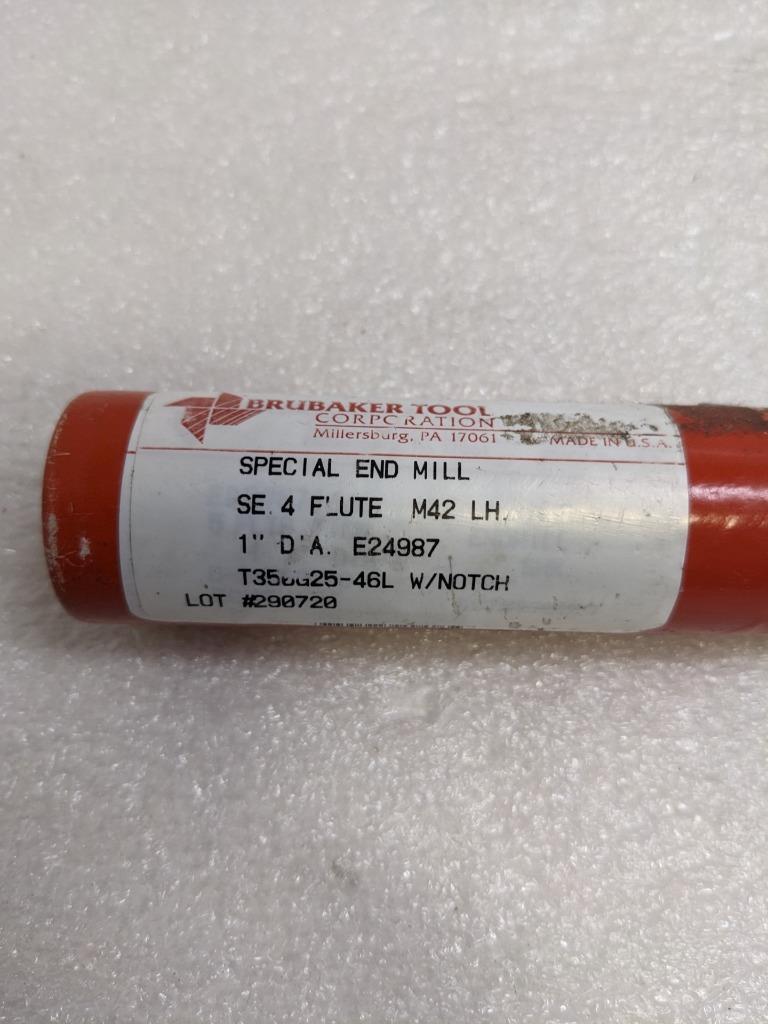 BRUBAKER TOOL
CORPORATION
Millersburg, PA 17061
MADE IN U.S.A.
SPECIAL END MILL
SE. 4 FLUTE M42 LH.
1" DIA. E24987
W/NOTCH
LOT #290720